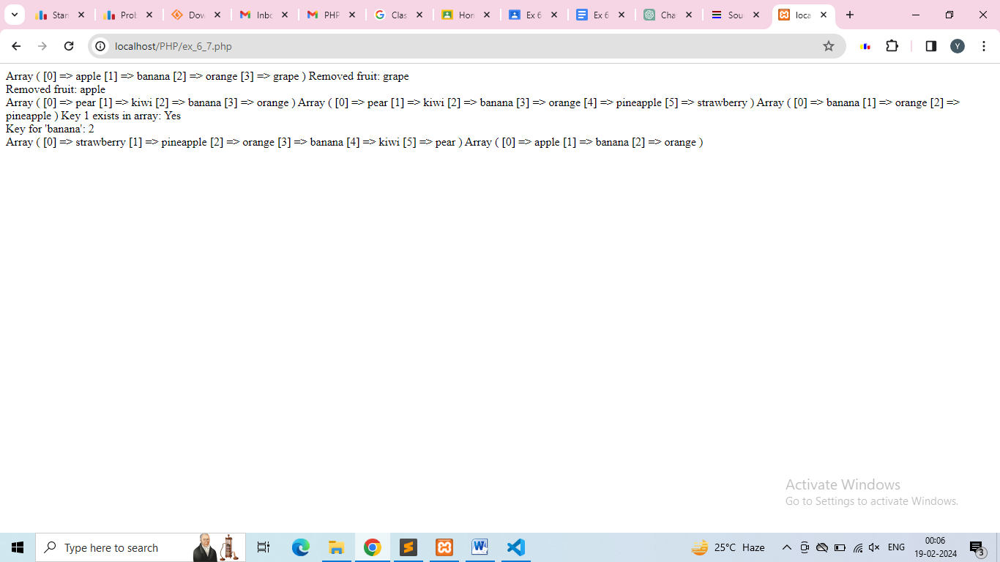 Stan
Prob
Dow
Inb
PHP
Clas
Hon
Ex 6
Ex 6
Cha
Sou
loca
localhost/PHP/ex_6_7.php
Y
Array ( [0] => apple [1] => banana [2] => orange [3] => grape ) Removed fruit: grape
Removed fruit: apple
Array ( [0] => pear [1] => kiwi [2] => banana [3] => orange ) Array ( [0] => pear [1] => kiwi [2] => banana [3] => orange [4] => pineapple [5] => strawberry ) Array ( [0] => banana [1] => orange [2] =>
pineapple ) Key 1 exists in array: Yes
Key for 'banana': 2
Array ( [0] => strawberry [1] => pineapple [2] => orange [3] => banana [4] => kiwi [5] => pear ) Array ( [0] => apple [1] => banana [2] => orange )
Activate Windows
Go to Settings to activate Windows.
Type here to search
25°C Haze
ENG
00:06
19-02-2024
3